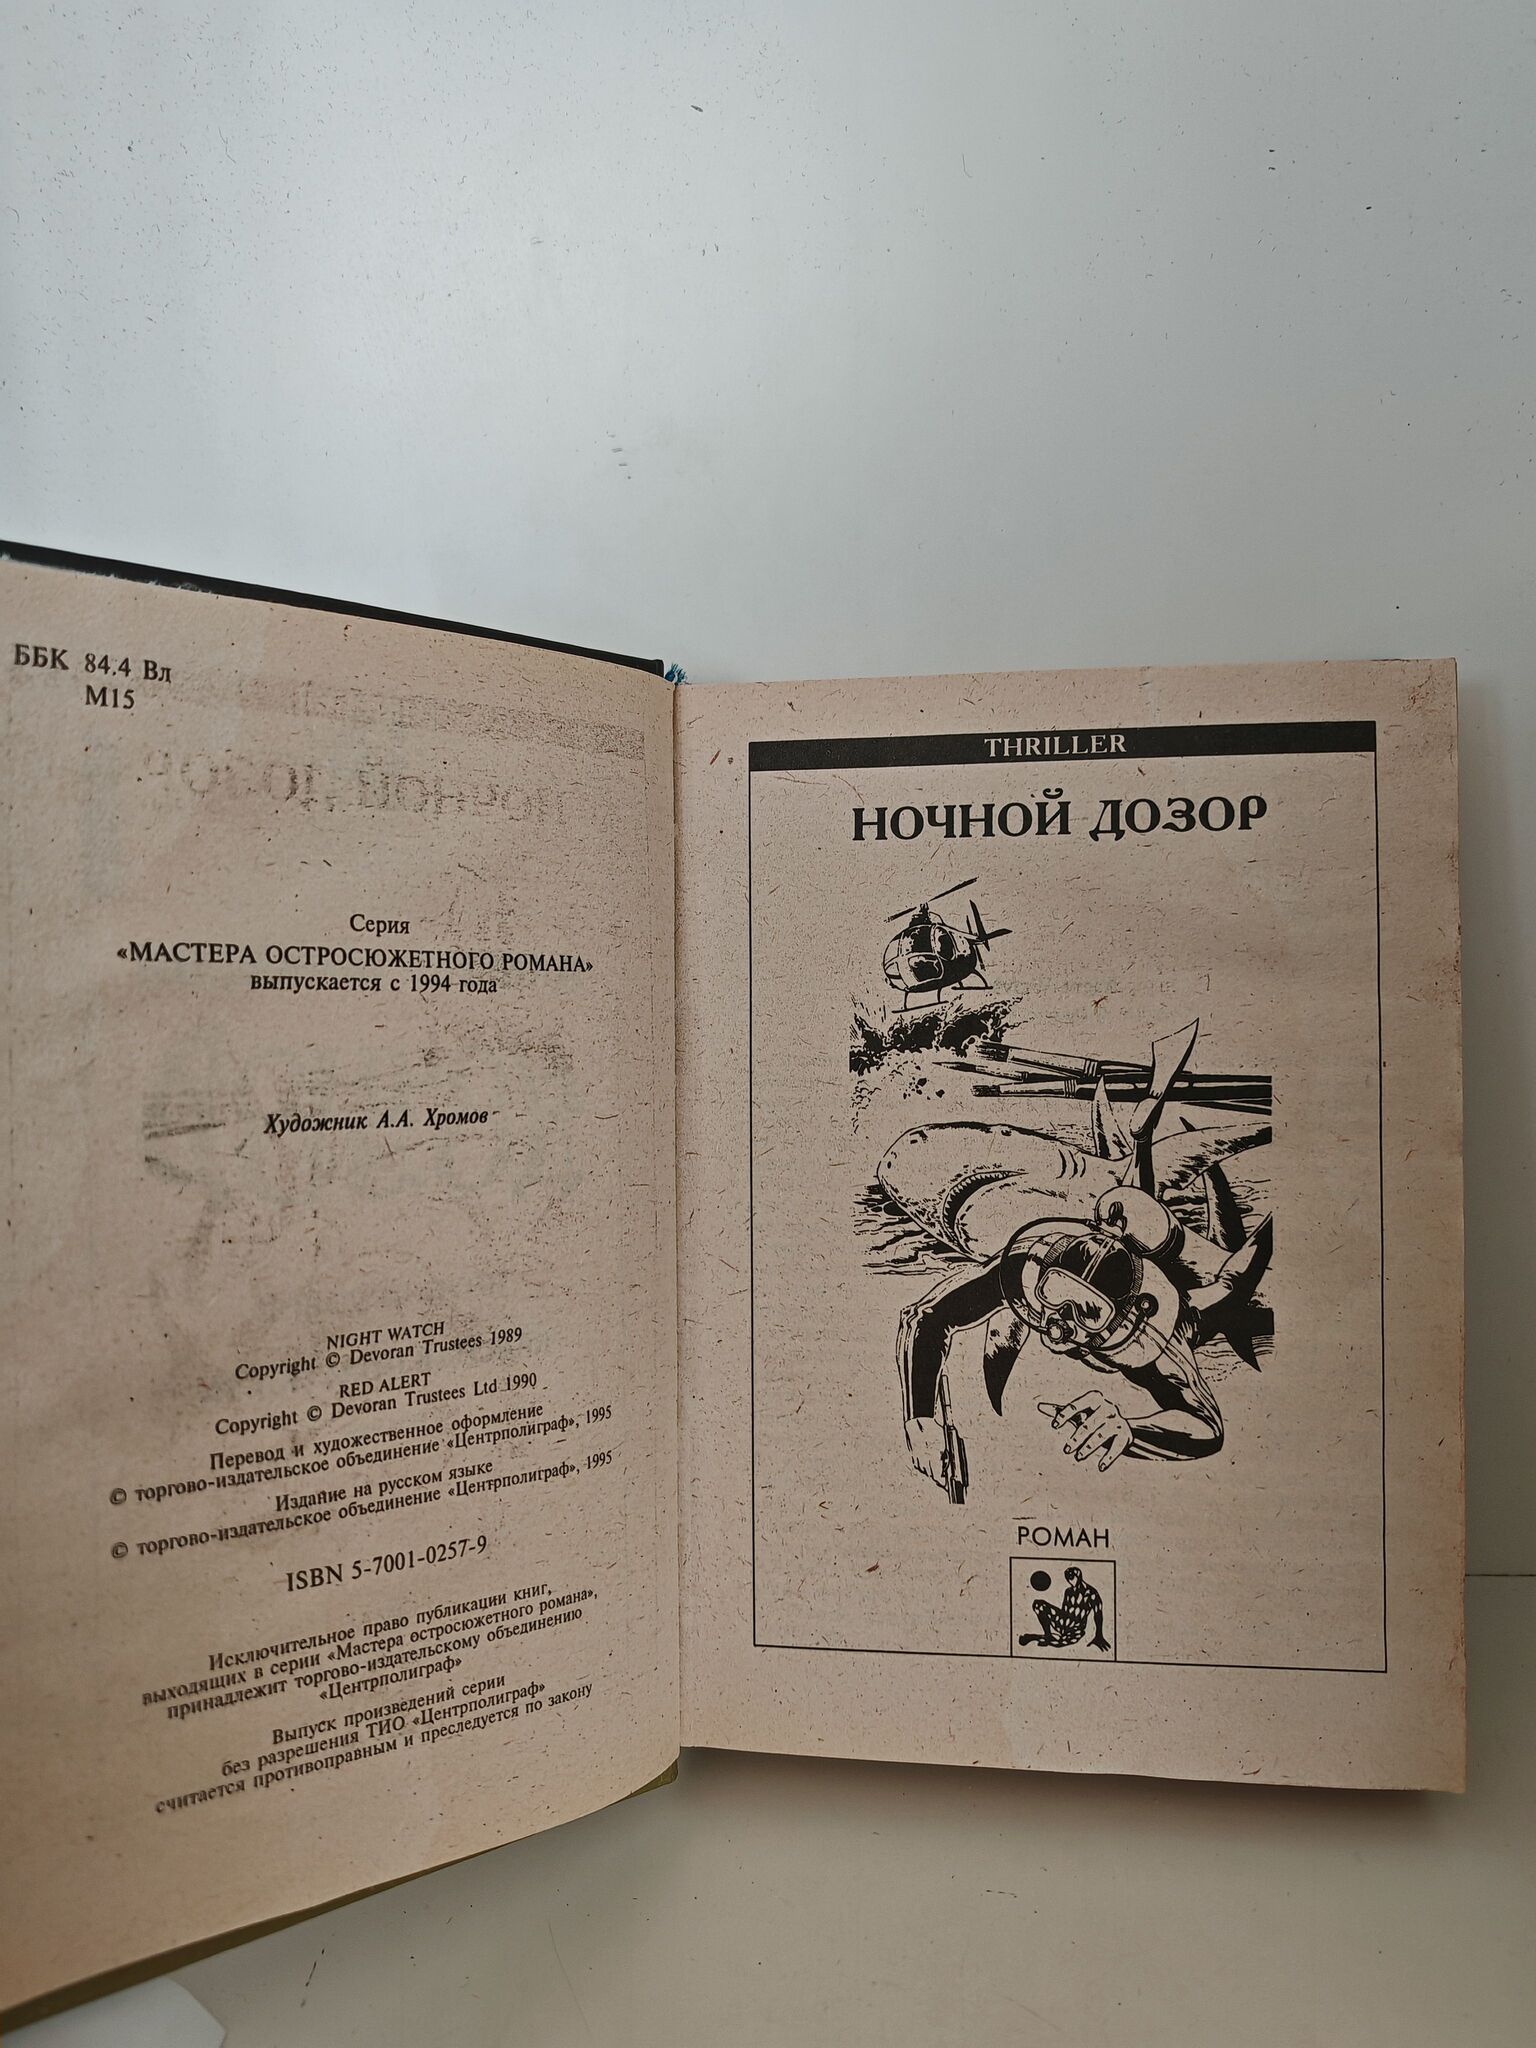 ББК 84.4 Вл
М15
Серия
«МАСТЕРА ОСТРОСЮЖЕТНОГО РОМАНА»
выпускается с 1994 года
Художник А.А. Хромов
NIGHT WATCH
Copyright © Devoran Trustees 1989
RED ALERT
Copyright © Devoran Trustees Ltd 1990
Перевод и художественное оформление
© торгово-издательское объединение «Центрполиграф», 1995
Издание на русском языке
© торгово-издательское объединение «Центрполиграф», 1995
ISBN 5-7001-0257-9
Исключительное право публикации книг,
выходящих в серии «Мастера остросюжетного романа»,
принадлежит торгово-издательскому объединению
«Центрполиграф»
Выпуск произведений серии
без разрешения ТИО «Центрполиграф»
считается противоправным и преследуется по закону
THRILLER
НОЧНОЙ ДОЗОР
РОМАН